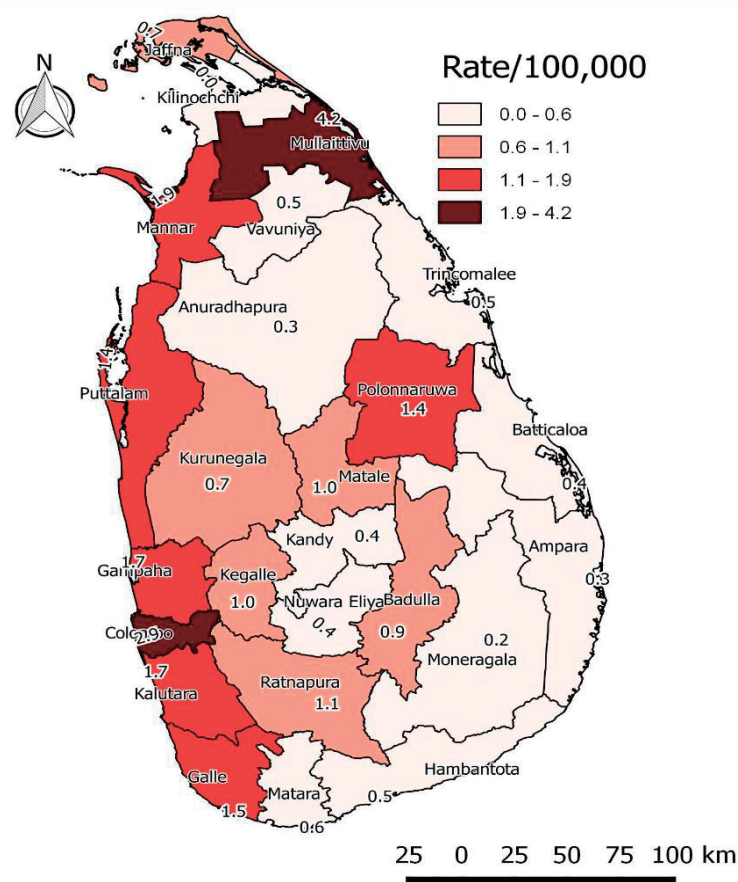 0.7
Jaffna
N
0.0
Rate/100,000
Kilinochchi
0.0 - 0.6
4.2
0.6 - 1.1
Mullaittivu
1.1 - 1.9
1.9
0.5
1.9 - 4.2
Mannar
Vavuniya
Trincomalee
Anuradhapura
0.5
0.3
1.4
Puttalam
Polonnaruwa
1.4
Batticaloa
Kurunegala
0.7
Matale
1.0
0.4
Kandy
0.4
Ampara
1.7
Gampaha
Kegalle
0.3
1.0
Nuwara Eliya
Badulla
0.4
0.9
0.2
Colombo
2.9
Moneragala
1.7
Kalutara
Ratnapura
1.1
Galle
Hambantota
Matara
0.5
1.5
0.6
25 0 25 50 75 100 km